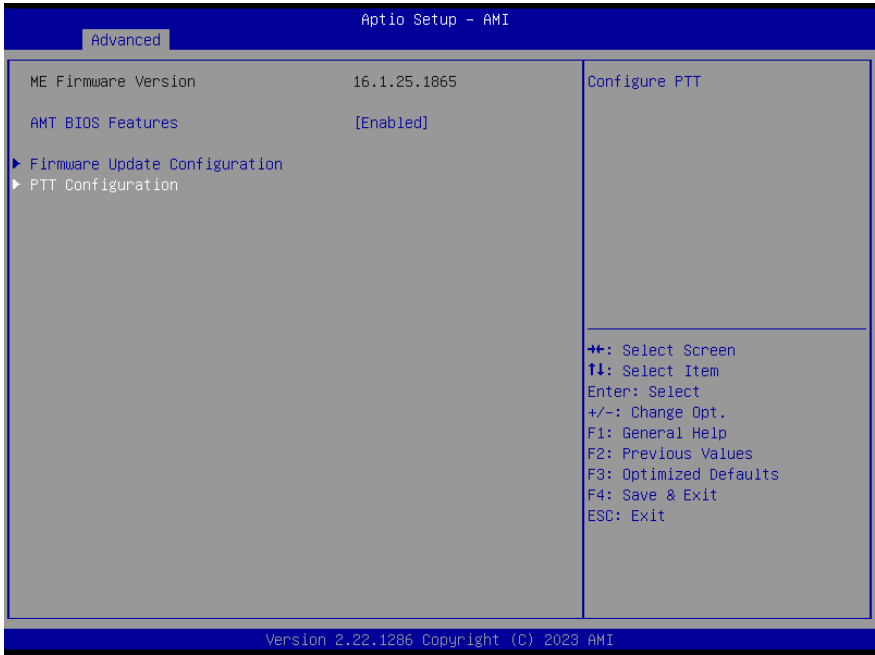 Aptio Setup – AMI
Advanced
ME Firmware Version 16.1.25.1865
AMT BIOS Features [Enabled]
Firmware Update Configuration
PTT Configuration
Configure PTT
→←: Select Screen
↑↓: Select Item
Enter: Select
+/-: Change Opt.
F1: General Help
F2: Previous Values
F3: Optimized Defaults
F4: Save & Exit
ESC: Exit
Version 2.22.1286 Copyright (C) 2023 AMI